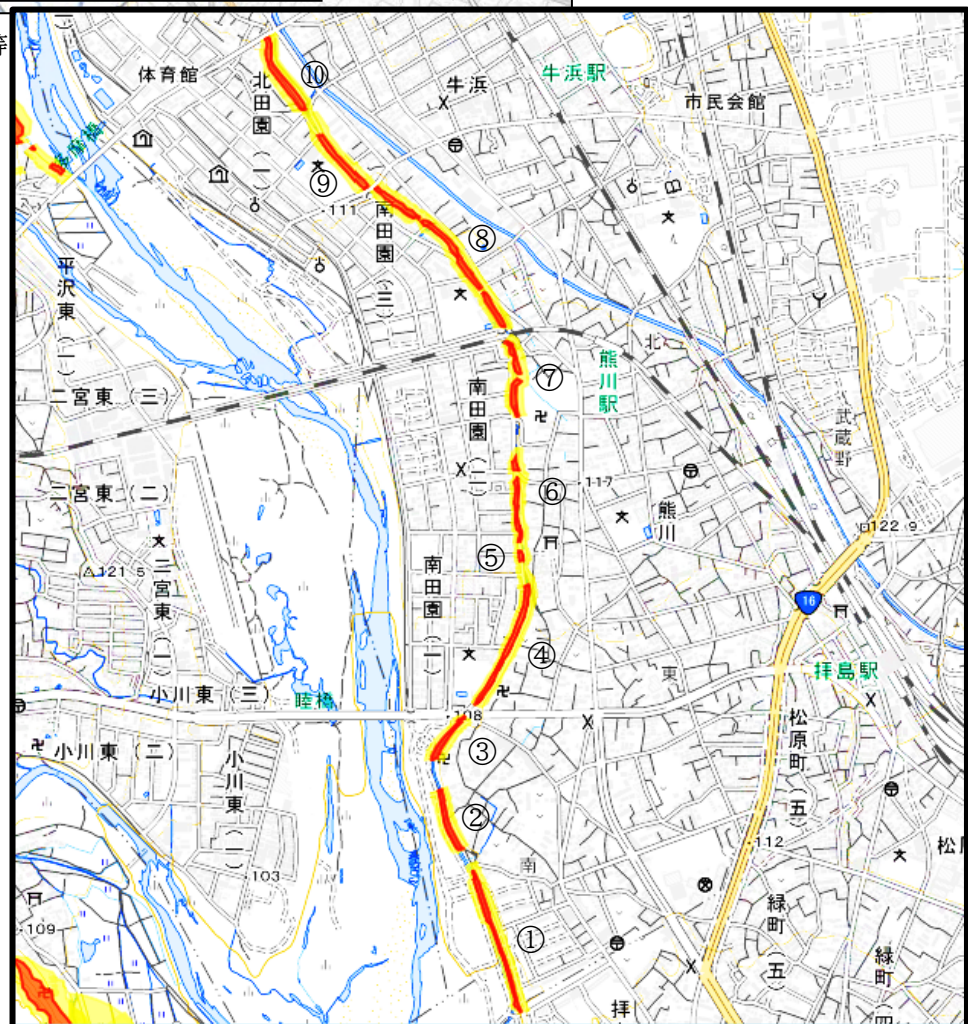 等
体育館
⑩
牛浜
牛浜駅
市民会館
北田園（一）
⑨
111
南田園（三）
⑧
平沢東（一）
北
熊川駅
⑦
二宮東（三）
南田園（二）
武蔵野
117
⑥
二宮東（二）
熊川
122 9
⑤
121 5
二宮東（一）
南田園（一）
16
④
東
拝島駅
小川東（三）
睦橋
108
松原町（五）
小川東（二）
③
小川東（一）
②
112
南
103
109
緑町（五）
①
緑町
拝